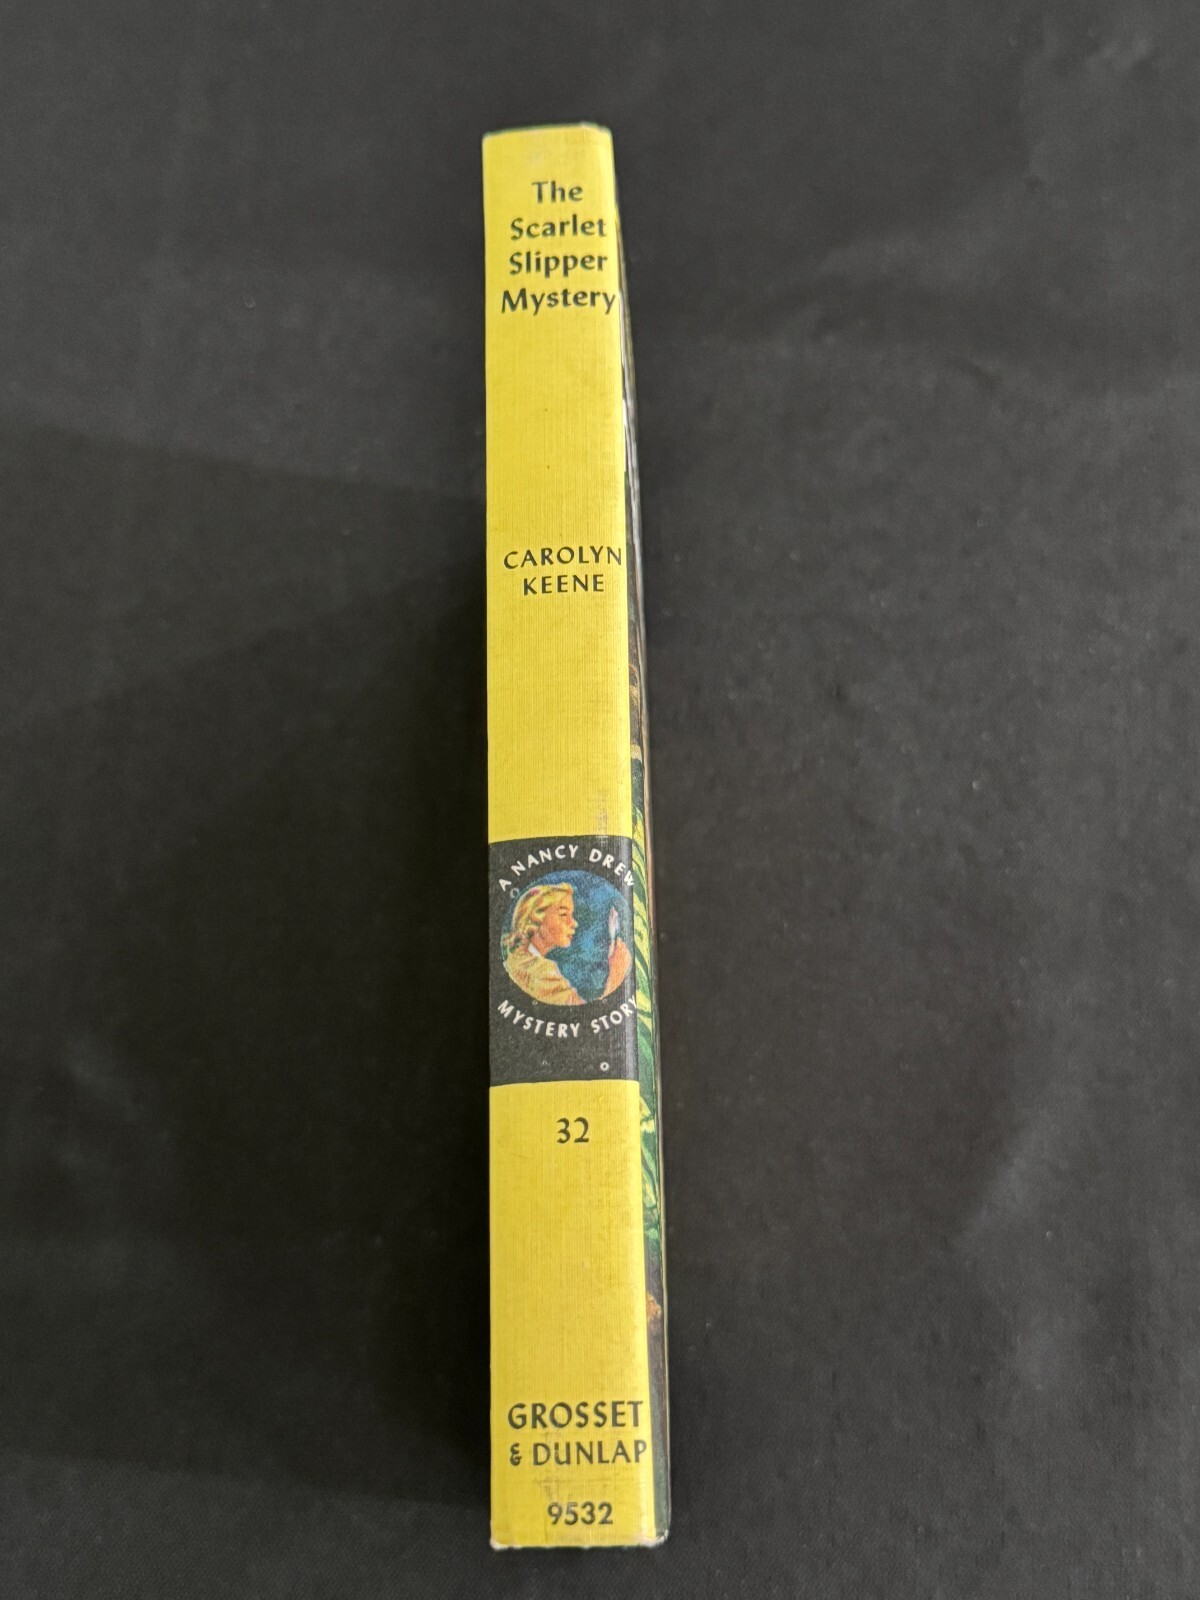 The
Scarlet
Slipper
Mystery
CAROLYN
KEENE
A NANCY DREW
MYSTERY STORY
32
GROSSET
& DUNLAP
9532